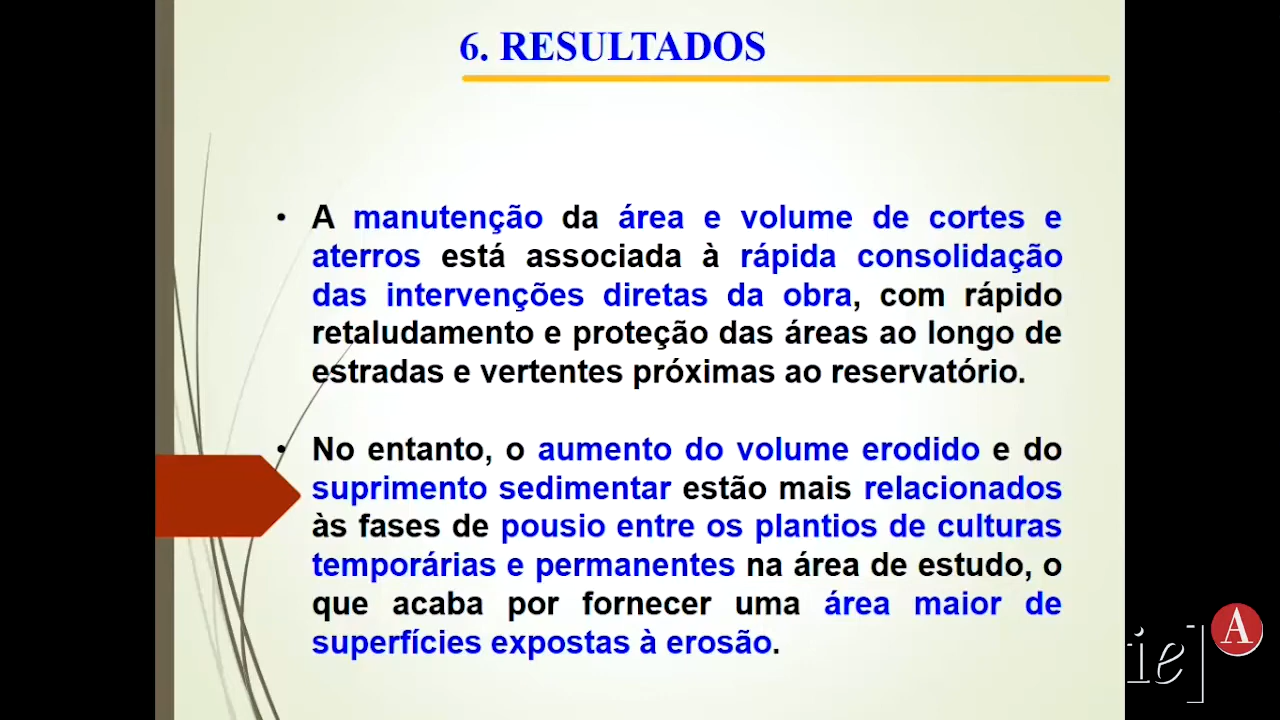 6. RESULTADOS
• A manutenção da área e volume de cortes e
aterros está associada à rápida consolidação
das intervenções diretas da obra, com rápido
retaludamento e proteção das áreas ao longo de
estradas e vertentes próximas ao reservatório.
• No entanto, o aumento do volume erodido e do
suprimento sedimentar estão mais relacionados
às fases de pousio entre os plantios de culturas
temporárias e permanentes na área de estudo, o
que acaba por fornecer uma área maior de
superfícies expostas à erosão.
ie]
A